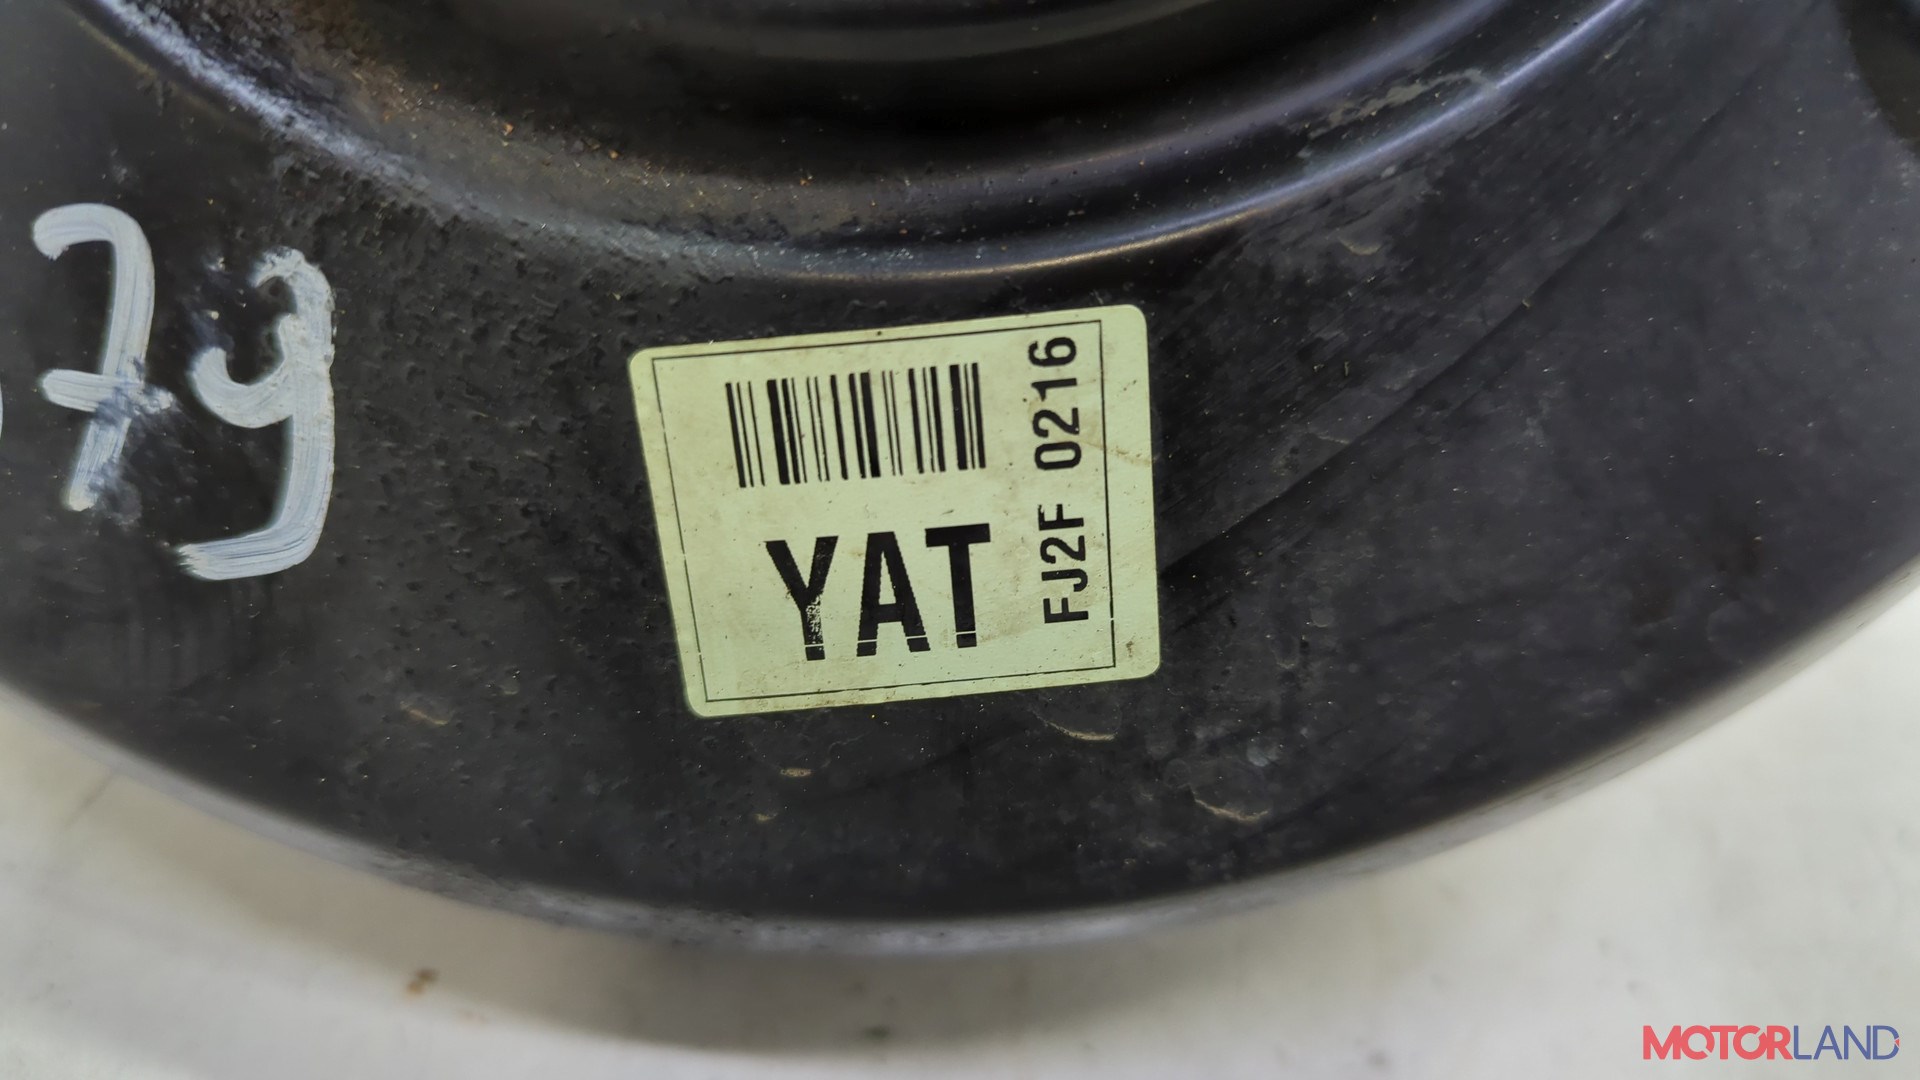 79
YAT
FJ2F 0216
MOTORLAND